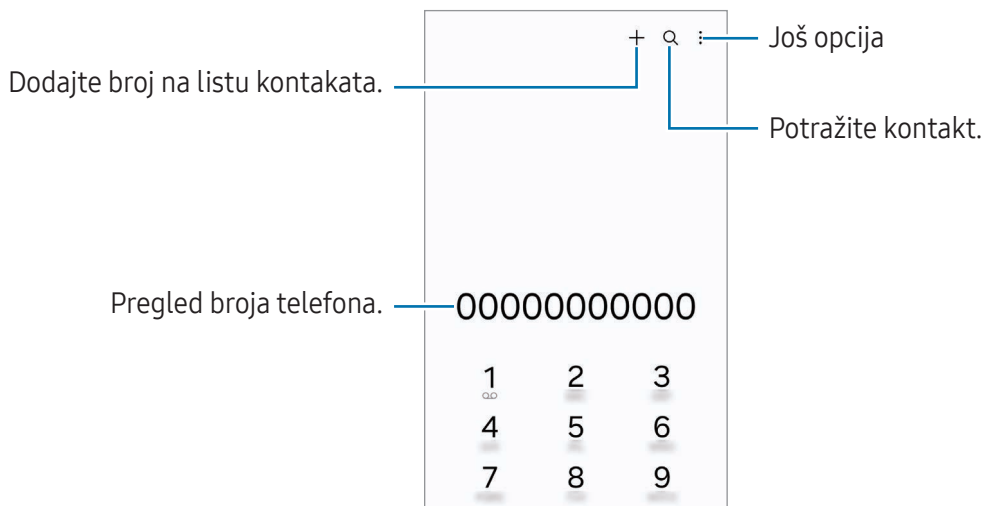 Još opcija
Dodajte broj na listu kontakata.
Potražite kontakt.
Pregled broja telefona.
00000000000
1 2 3
4 5 6
7 8 9